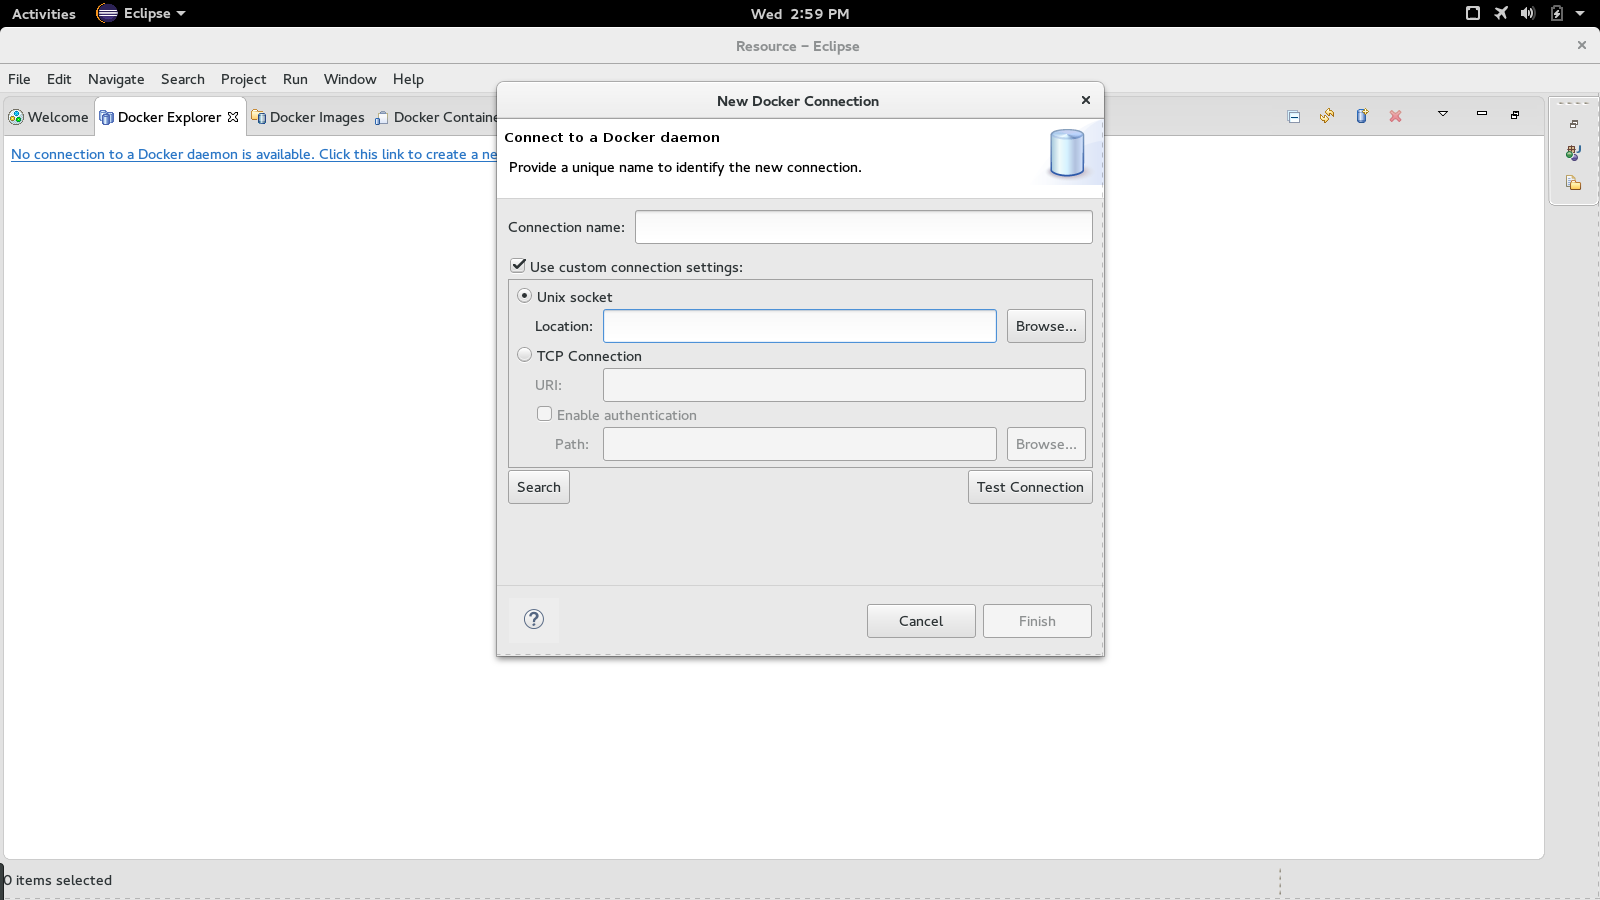 Activities Eclipse Wed 2:59 PM
Resource – Eclipse
File Edit Navigate Search Project Run Window Help
Welcome Docker Explorer Docker Images Docker Containe
No connection to a Docker daemon is available. Click this link to create a ne
New Docker Connection
Connect to a Docker daemon
Provide a unique name to identify the new connection.
Connection name:
Use custom connection settings:
Unix socket
Location: Browse...
TCP Connection
URI:
Enable authentication
Path: Browse...
Search Test Connection
? Cancel Finish
0 items selected